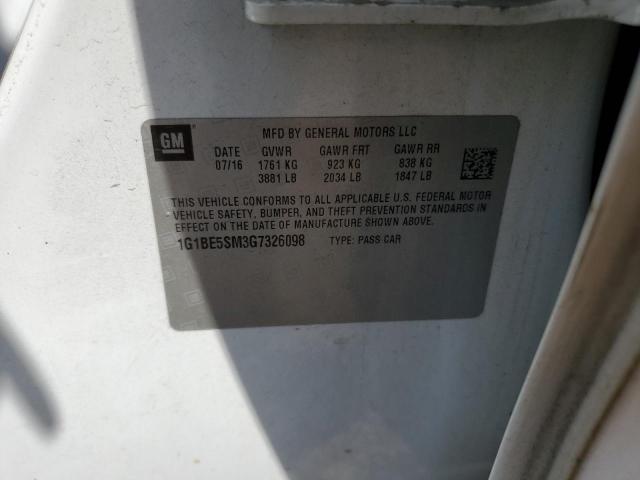 GM
MFD BY GENERAL MOTORS LLC
DATE GVWR GAWR FRT GAWR RR
07/16 1761 KG 923 KG 838 KG
3881 LB 2034 LB 1847 LB
THIS VEHICLE CONFORMS TO ALL APPLICABLE U.S. FEDERAL MOTOR
VEHICLE SAFETY, BUMPER, AND THEFT PREVENTION STANDARDS IN
EFFECT ON THE DATE OF MANUFACTURE SHOWN ABOVE.
1G1BE5SM3G7326098 TYPE: PASS CAR